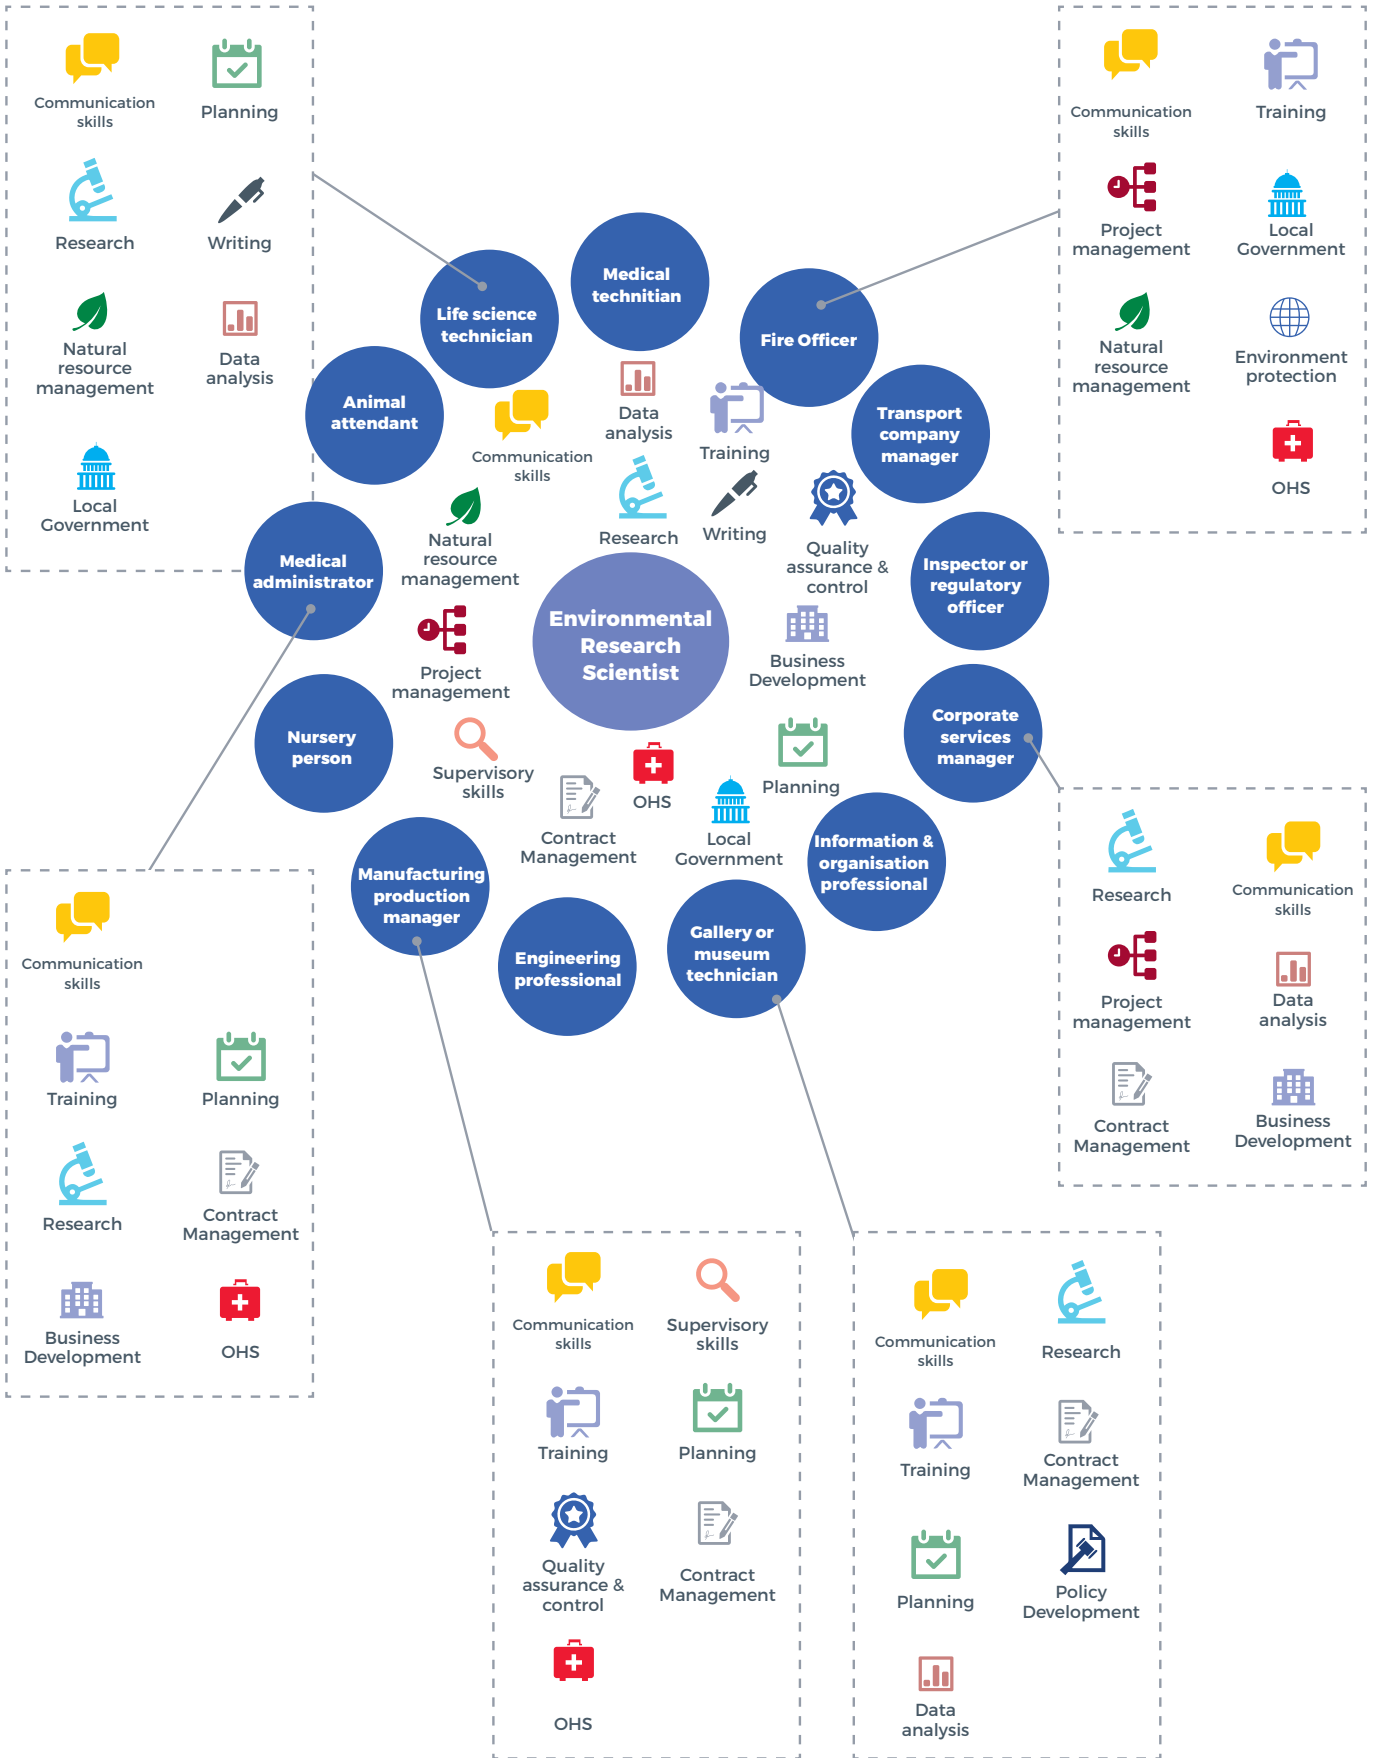 Communication
skills
Planning
Research
Writing
Natural
resource
management
Data
analysis
Local
Government
Communication
skills
Training
Project
management
Local
Government
Natural
resource
management
Environment
protection
OHS
Medical
technitian
Life science
technician
Fire Officer
Animal
attendant
Transport
company
manager
Medical
administrator
Inspector or
regulatory
officer
Nursery
person
Corporate
services
manager
Manufacturing
production
manager
Information &
organisation
professional
Engineering
professional
Gallery or
museum
technician
Data
analysis
Training
Communication
skills
Research
Writing
Natural
resource
management
Quality
assurance &
control
Environmental
Research
Scientist
Project
management
Business
Development
Supervisory
skills
OHS
Planning
Contract
Management
Local
Government
Research
Communication
skills
Project
management
Data
analysis
Contract
Management
Business
Development
Communication
skills
Training
Planning
Research
Contract
Management
Business
Development
OHS
Communication
skills
Supervisory
skills
Training
Planning
Quality
assurance &
control
Contract
Management
OHS
Communication
skills
Research
Training
Contract
Management
Planning
Policy
Development
Data
analysis